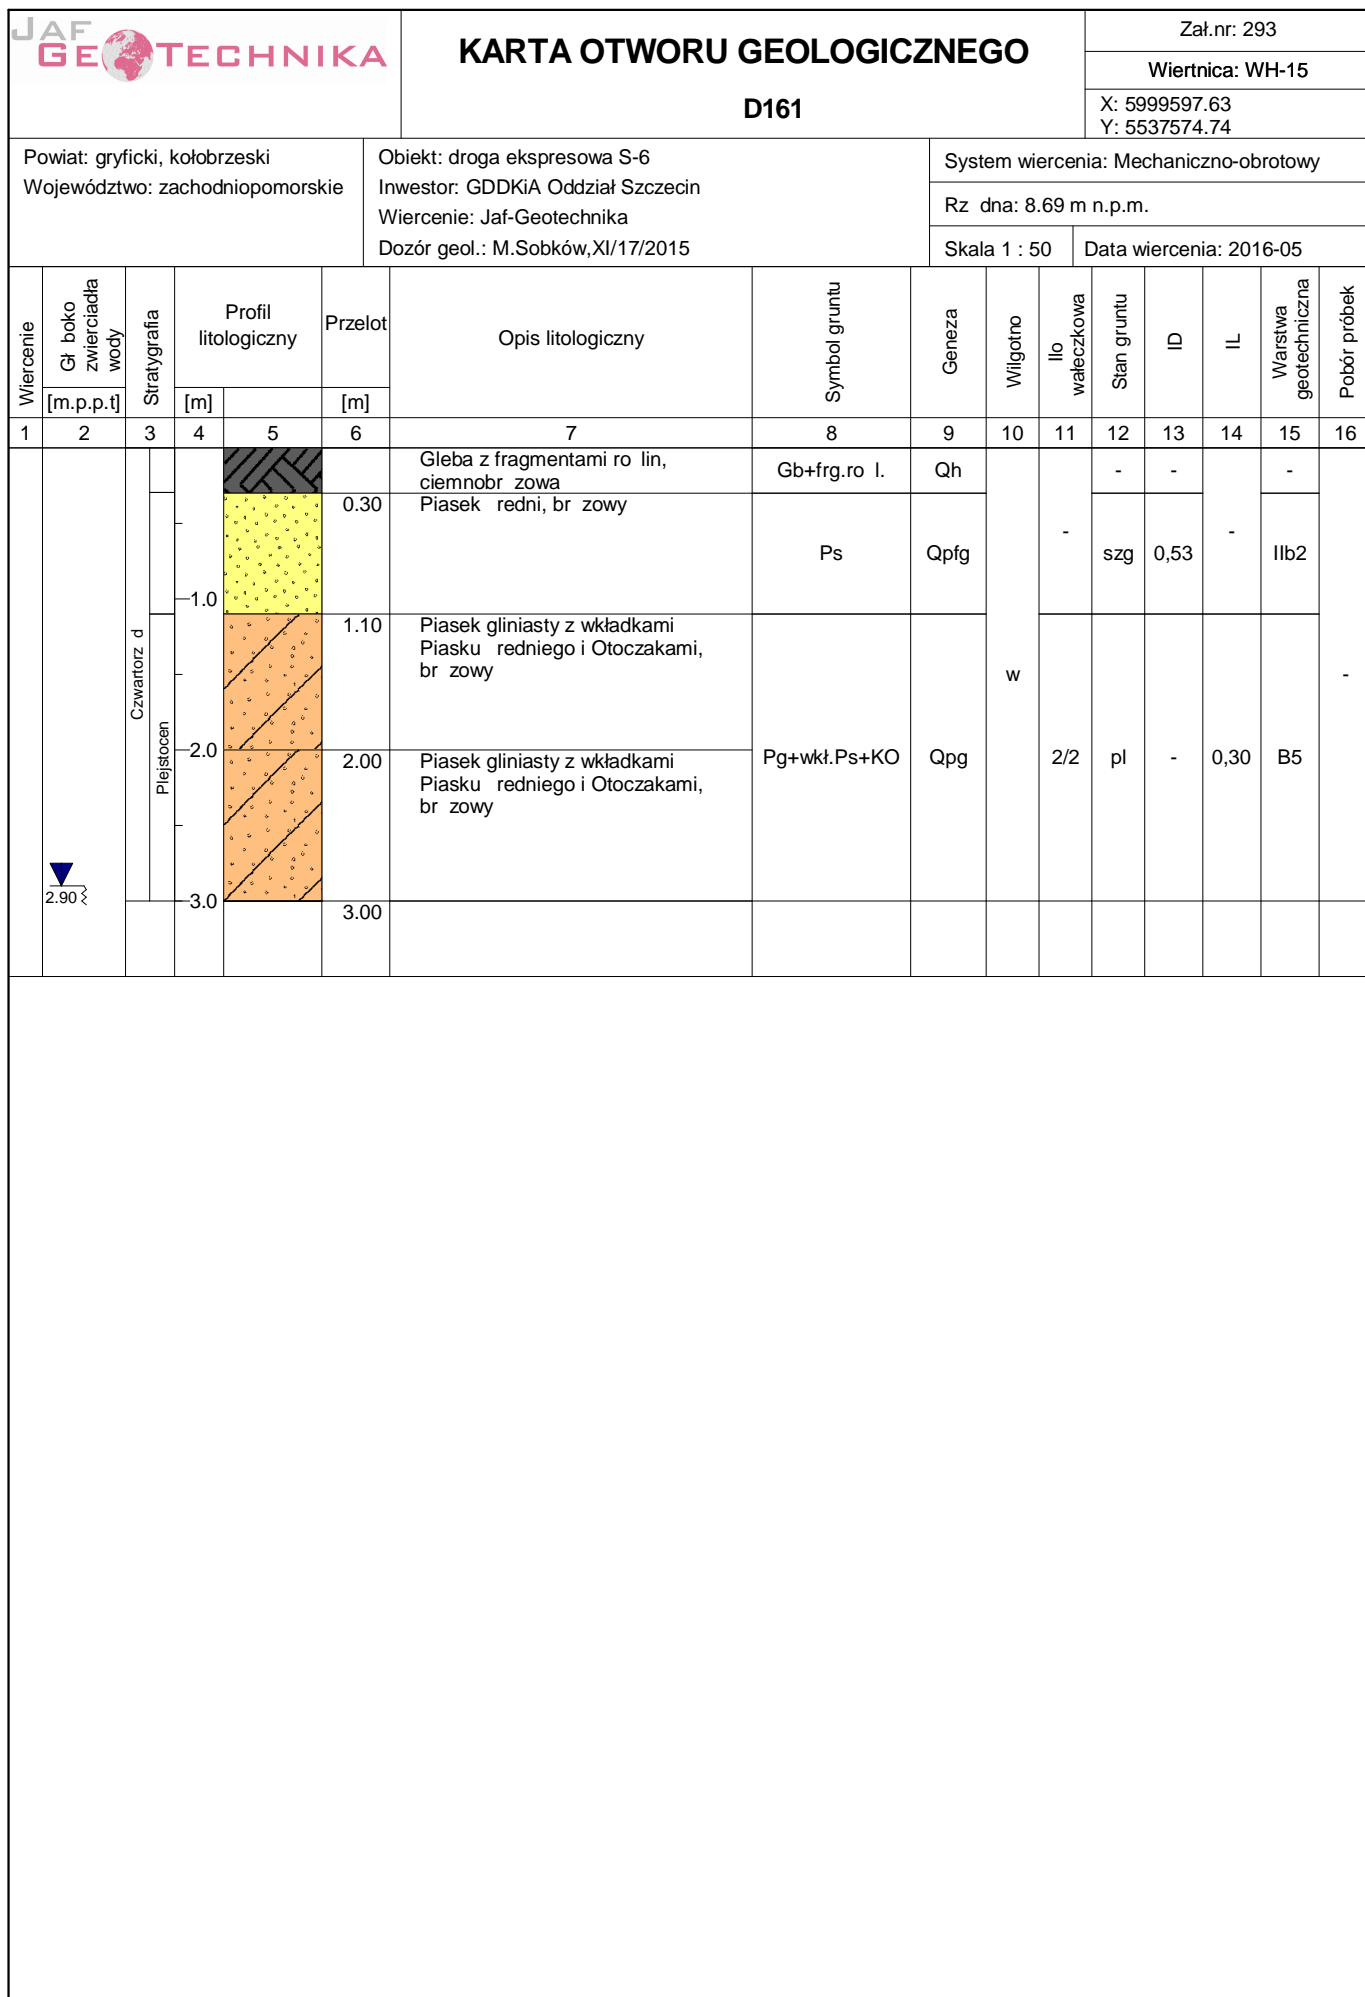 JAF
GEOTECHNIKA
KARTA OTWORU GEOLOGICZNEGO
D161
Zał.nr: 293
Wiertnica: WH-15
X: 5999597.63
Y: 5537574.74
Powiat: gryficki, kołobrzeski
Województwo: zachodniopomorskie
Obiekt: droga ekspresowa S-6
Inwestor: GDDKiA Oddział Szczecin
Wiercenie: Jaf-Geotechnika
Dozór geol.: M.Sobków,XI/17/2015
System wiercenia: Mechaniczno-obrotowy
Rz dna: 8.69 m n.p.m.
Skala 1 : 50
Data wiercenia: 2016-05
Wiercenie
Gł boko
zwierciadła
wody
[m.p.p.t]
Stratygrafia
Profil
litologiczny
[m]
Przelot
[m]
Opis litologiczny
Symbol gruntu
Geneza
Wilgotno
Ilo
wałeczkowa
Stan gruntu
ID
IL
Warstwa
geotechniczna
Pobór próbek
1 2 3 4 5 6 7 8 9 10 11 12 13 14 15 16
Gleba z fragmentami ro lin,
ciemnobr zowa
Gb+frg.ro l.
Qh
- - -
0.30
Piasek redni, br zowy
Ps
Qpfg
-
szg
0,53
-
IIb2
1.0
1.10
Piasek gliniasty z wkładkami
Piasku redniego i Otoczakami,
br zowy
Czwartorz d
Plejstocen
w
-
2.0
2.00
Piasek gliniasty z wkładkami
Piasku redniego i Otoczakami,
br zowy
Pg+wkł.Ps+KO
Qpg
2/2
pl
-
0,30
B5
2.90
3.0
3.00